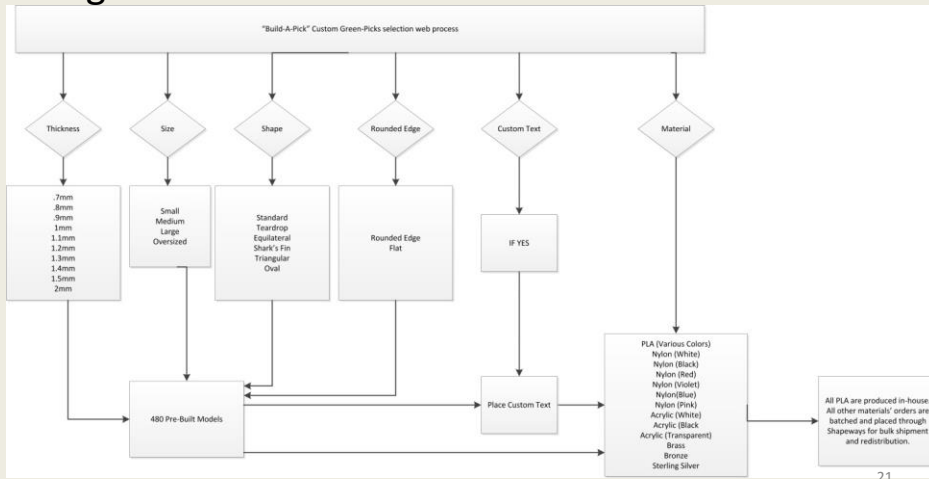 "Build-A-Pick" Custom Green-Picks selection web process
Thickness
Size
Shape
Rounded Edge
Custom Text
Material
.7mm
.8mm
.9mm
1mm
1.1mm
1.2mm
1.3mm
1.4mm
1.5mm
2mm
Small
Medium
Large
Oversized
Standard
Teardrop
Equilateral
Shark's Fin
Triangular
Oval
Rounded Edge
Flat
IF YES
480 Pre-Built Models
Place Custom Text
PLA (Various Colors)
Nylon (White)
Nylon (Black)
Nylon (Red)
Nylon (Violet)
Nylon(Blue)
Nylon (Pink)
Acrylic (White)
Acrylic (Black
Acrylic (Transparent)
Brass
Bronze
Sterling Silver
All PLA are produced in-house.
All other materials' orders are
batched and placed through
Shapeways for bulk shipment
and redistribution.
21